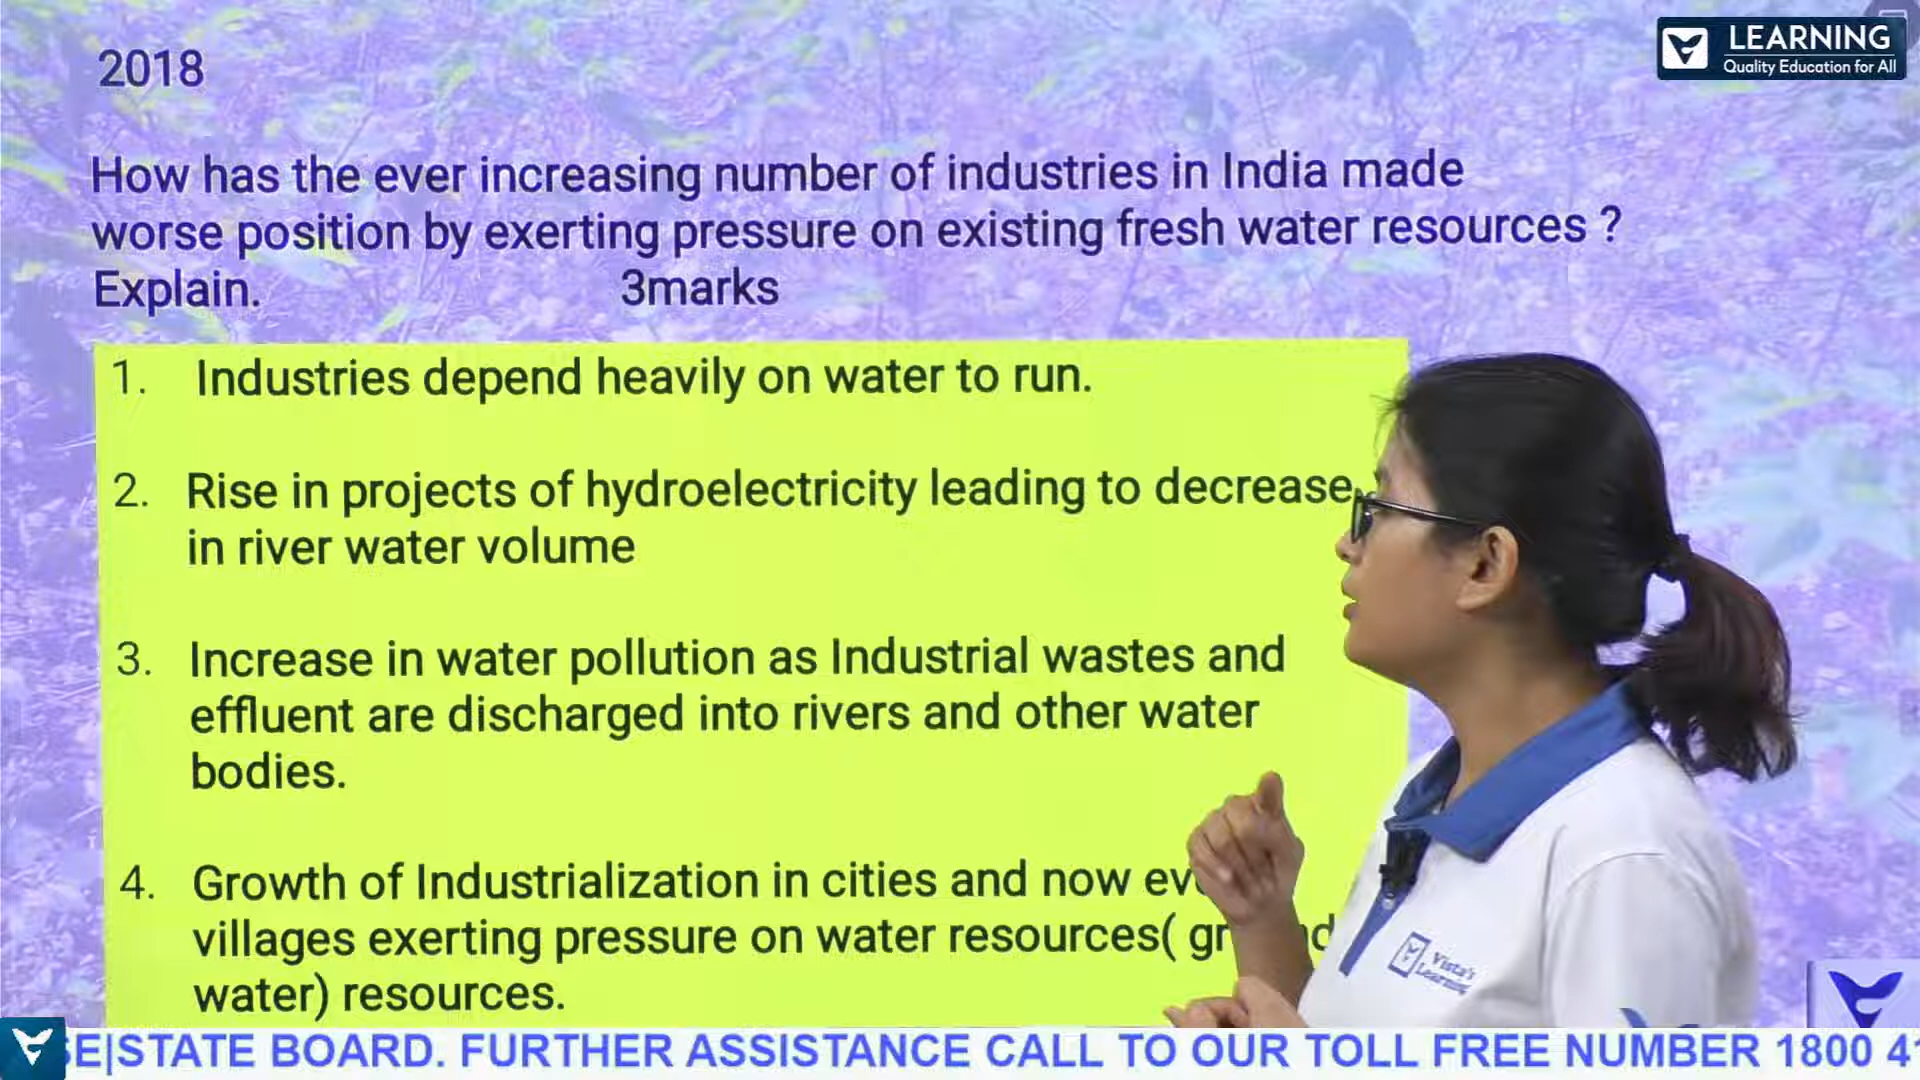 2018
LEARNING
Quality Education for All
How has the ever increasing number of industries in India made
worse position by exerting pressure on existing fresh water resources ?
Explain. 3marks
1. Industries depend heavily on water to run.
2. Rise in projects of hydroelectricity leading to decrease
in river water volume
3. Increase in water pollution as Industrial wastes and
effluent are discharged into rivers and other water
bodies.
4. Growth of Industrialization in cities and now
villages exerting pressure on water resources(
water) resources.
Vista's
Learning
E|STATE BOARD. FURTHER ASSISTANCE CALL TO OUR TOLL FREE NUMBER 1800